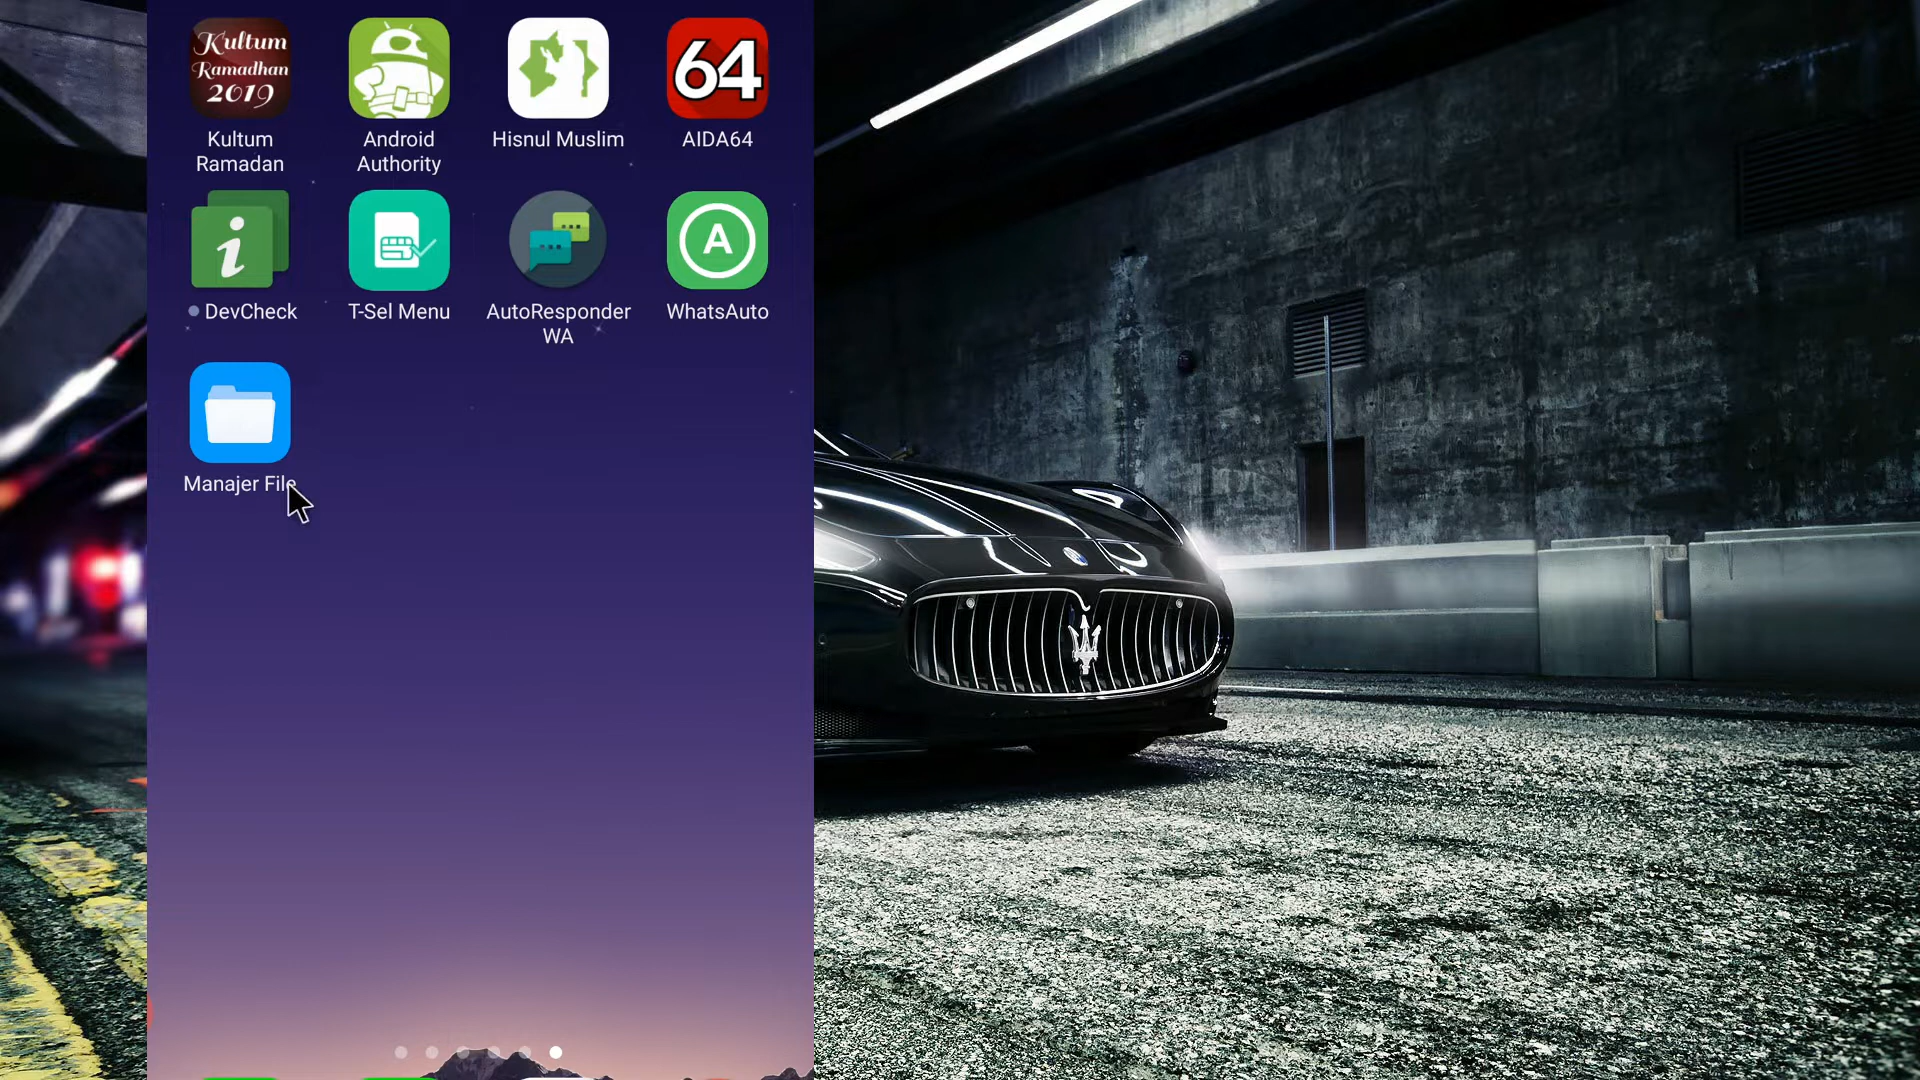 Kultum
Ramadhan
2019
64
Kultum
Ramadan
Android
Authority
Hisnul Muslim
AIDA64
i
A
DevCheck
T-Sel Menu
AutoResponder
WA
WhatsAuto
Manajer File